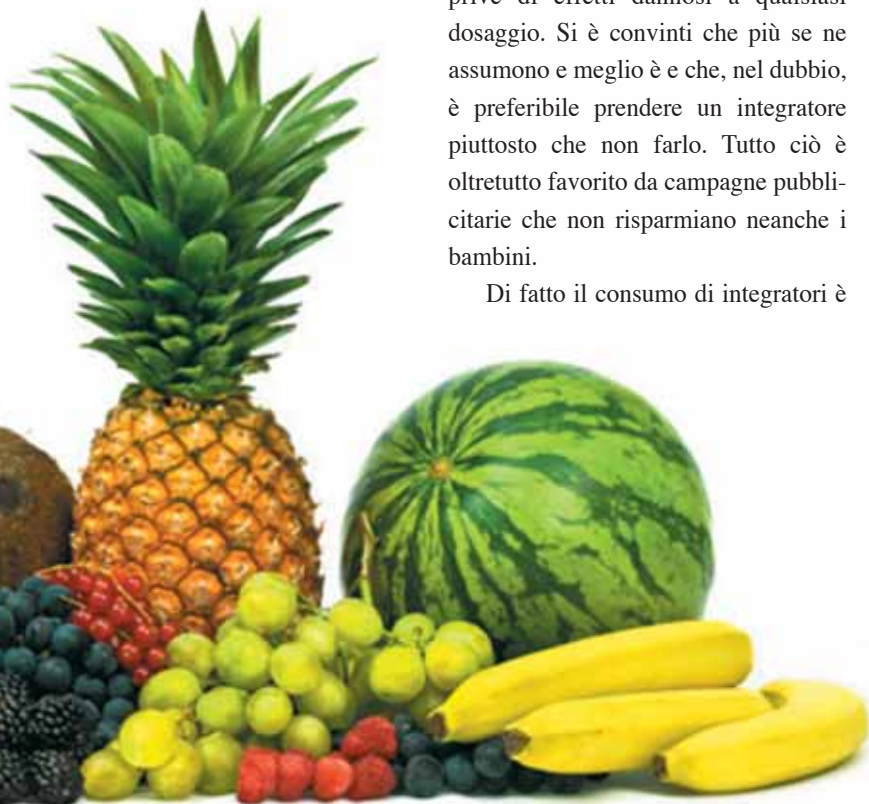 prive di effetti dannosi a qualsiasi
dosaggio. Si è convinti che più se ne
assumono e meglio è e che, nel dubbio,
è preferibile prendere un integratore
piuttosto che non farlo. Tutto ciò è
oltretutto favorito da campagne pubbli-
citarie che non risparmiano neanche i
bambini.
Di fatto il consumo di integratori è